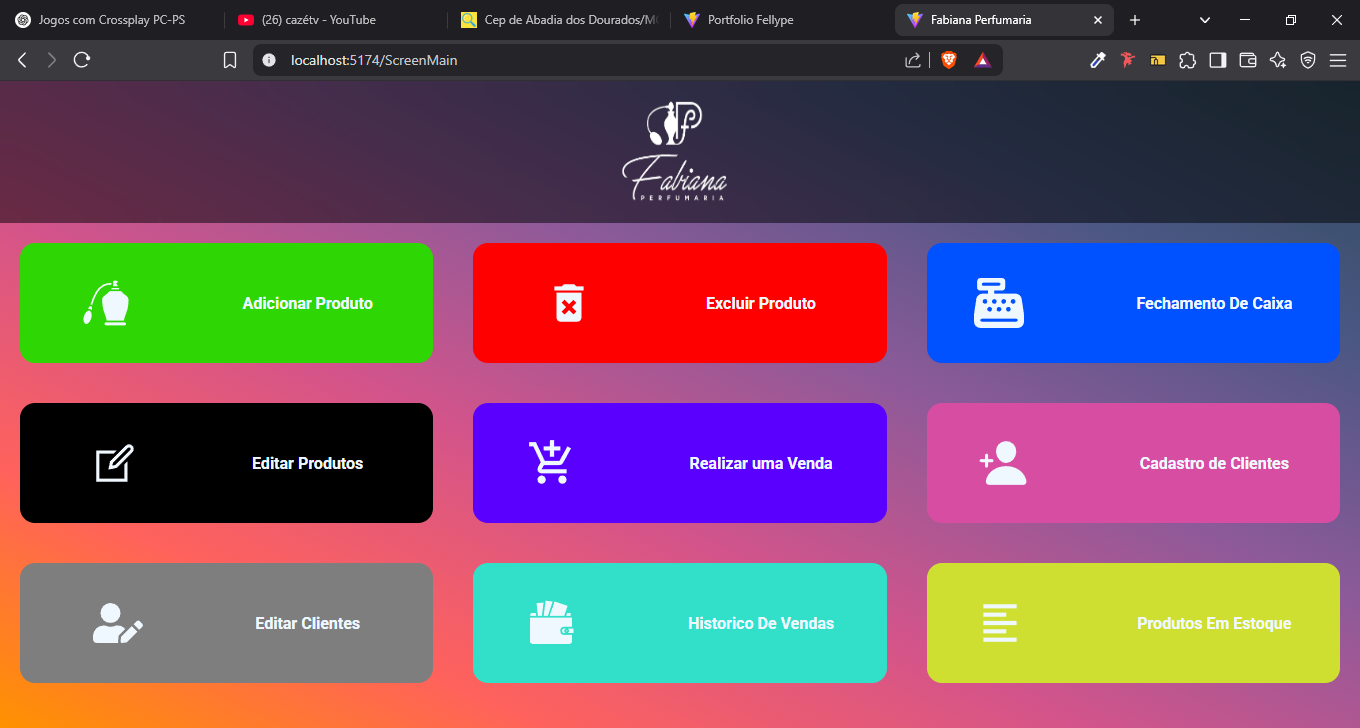 Jogos com Crossplay PC-PS
(26) cazétv - YouTube
Cep de Abadia dos Dourados/M
Portfolio Fellype
Fabiana Perfumaria
localhost:5174/ScreenMain
Fabiana
PERFUMARIA
Adicionar Produto
Excluir Produto
Fechamento De Caixa
Editar Produtos
Realizar uma Venda
Cadastro de Clientes
Editar Clientes
Historico De Vendas
Produtos Em Estoque